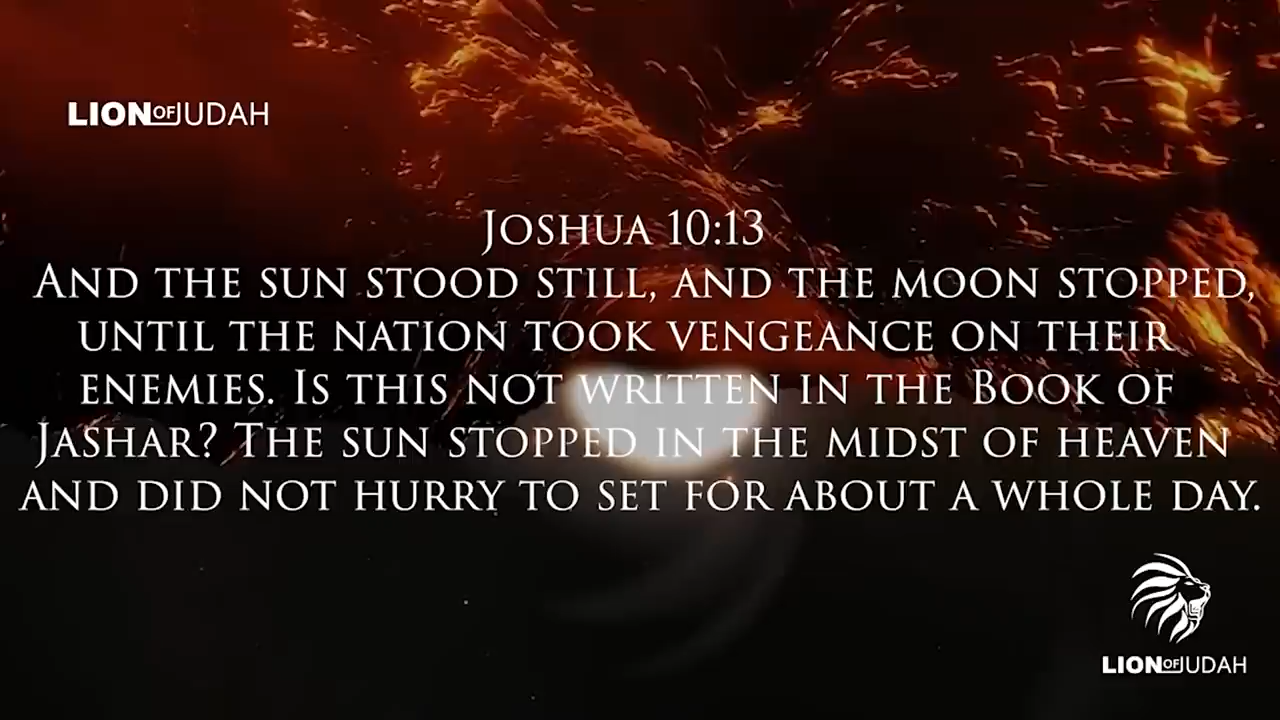 LION OF JUDAH
JOSHUA 10:13
AND THE SUN STOOD STILL, AND THE MOON STOPPED,
UNTIL THE NATION TOOK VENGEANCE ON THEIR
ENEMIES. IS THIS NOT WRITTEN IN THE BOOK OF
JASHAR? THE SUN STOPPED IN THE MIDST OF HEAVEN
AND DID NOT HURRY TO SET FOR ABOUT A WHOLE DAY.
LION OF JUDAH